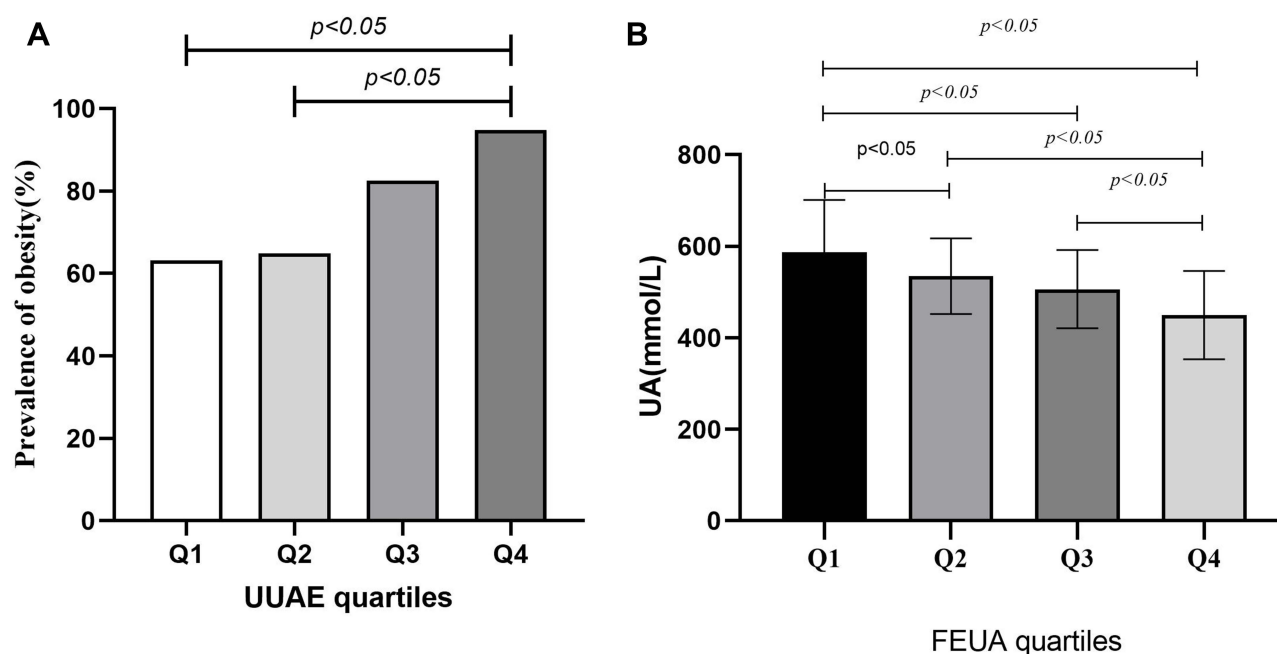 A
p<0.05
p<0.05
Prevalence of obesity(%)
100
80
60
40
20
0
Q1 Q2 Q3 Q4
UUAE quartiles
B
p<0.05
p<0.05
p<0.05
p<0.05
p<0.05
UA(mmol/L)
800
600
400
200
0
Q1 Q2 Q3 Q4
FEUA quartiles